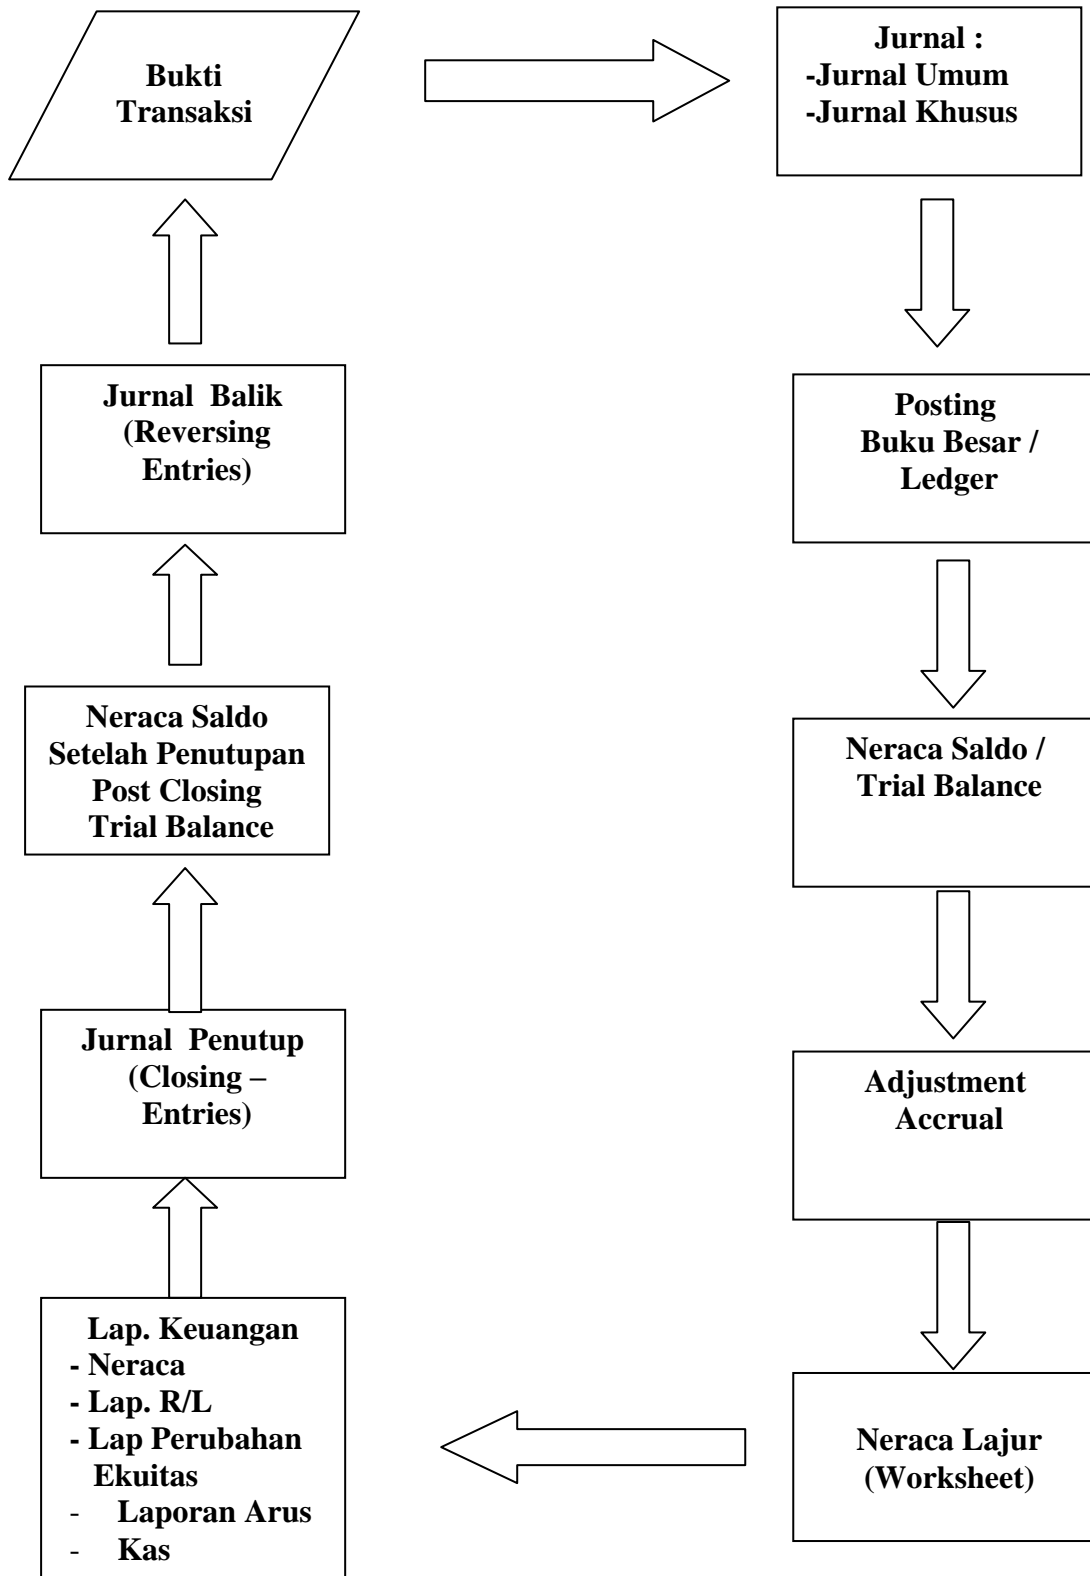 Bukti
Transaksi
Jurnal :
-Jurnal Umum
-Jurnal Khusus
Jurnal Balik
(Reversing
Entries)
Posting
Buku Besar /
Ledger
Neraca Saldo
Setelah Penutupan
Post Closing
Trial Balance
Neraca Saldo /
Trial Balance
Jurnal Penutup
(Closing –
Entries)
Adjustment
Accrual
Lap. Keuangan
- Neraca
- Lap. R/L
- Lap Perubahan
Ekuitas
- Laporan Arus
- Kas
Neraca Lajur
(Worksheet)